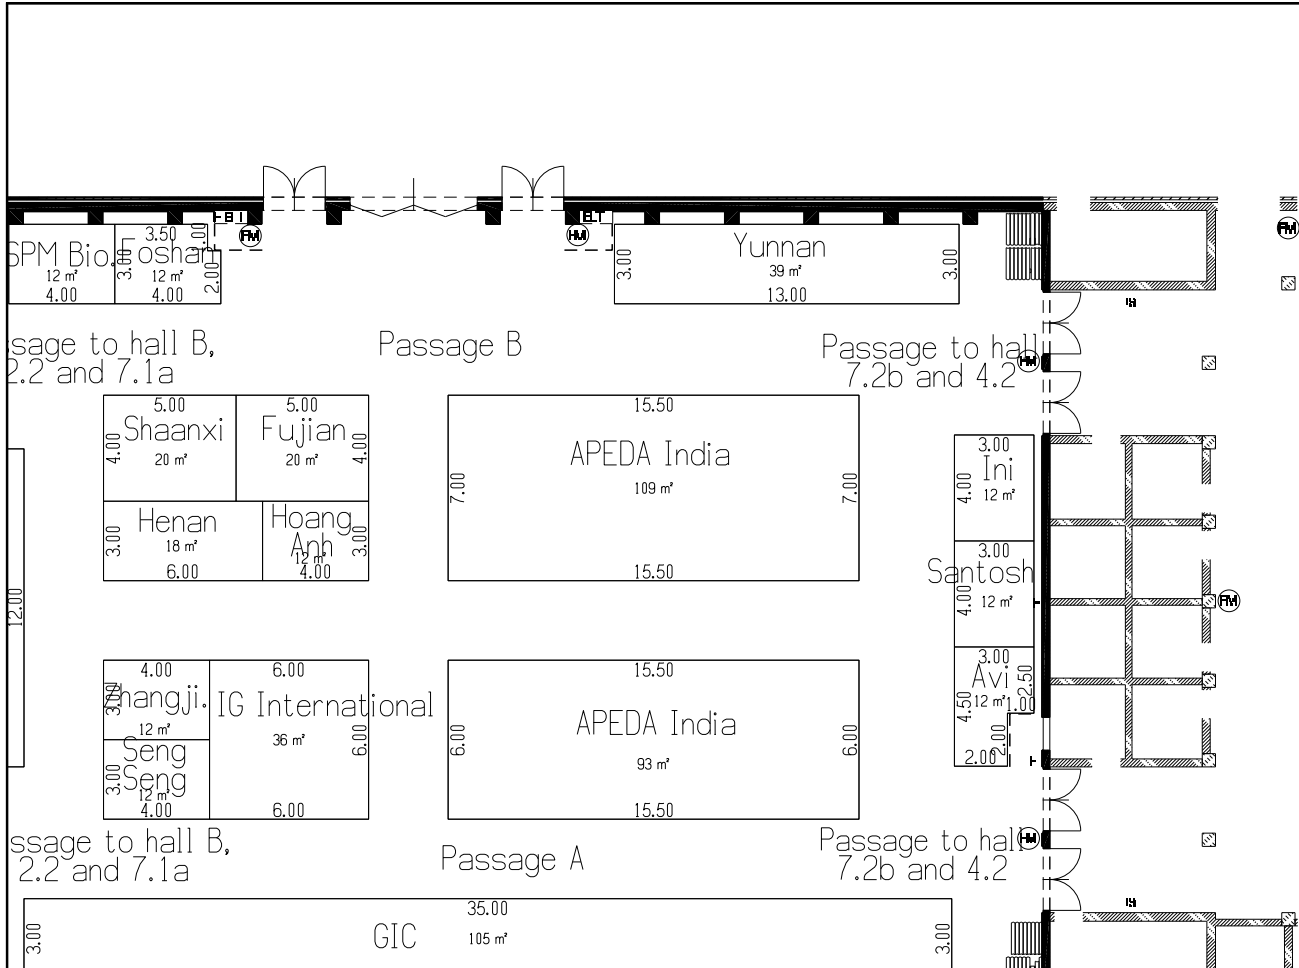 3.50
1.00
SPM Bio.
Foshan
12 m²
3.00
12 m²
2.00
4.00
4.00
Yunnan
39 m²
3.00
3.00
13.00
Passage B
2.2 and 7.1a
Passage to hall
7.2b and 4.2
5.00
5.00
Shaanxi
Fujian
4.00
4.00
20 m²
20 m²
Henan
Hoang
Anh
3.00
3.00
18 m²
12 m²
6.00
4.00
15.50
APEDA India
109 m²
7.00
7.00
15.50
3.00
Ini
4.00
12 m²
3.00
Santosh
4.00
12 m²
3.00
Avi
12 m²
2.50
1.00
4.50
2.00
2.00
12.00
4.00
6.00
Zhangji.
IG International
3.00
12 m²
36 m²
6.00
Seng
Seng
3.00
12 m²
4.00
6.00
15.50
APEDA India
93 m²
6.00
6.00
15.50
2.2 and 7.1a
Passage A
Passage to hall
7.2b and 4.2
35.00
GIC
105 m²
3.00
3.00